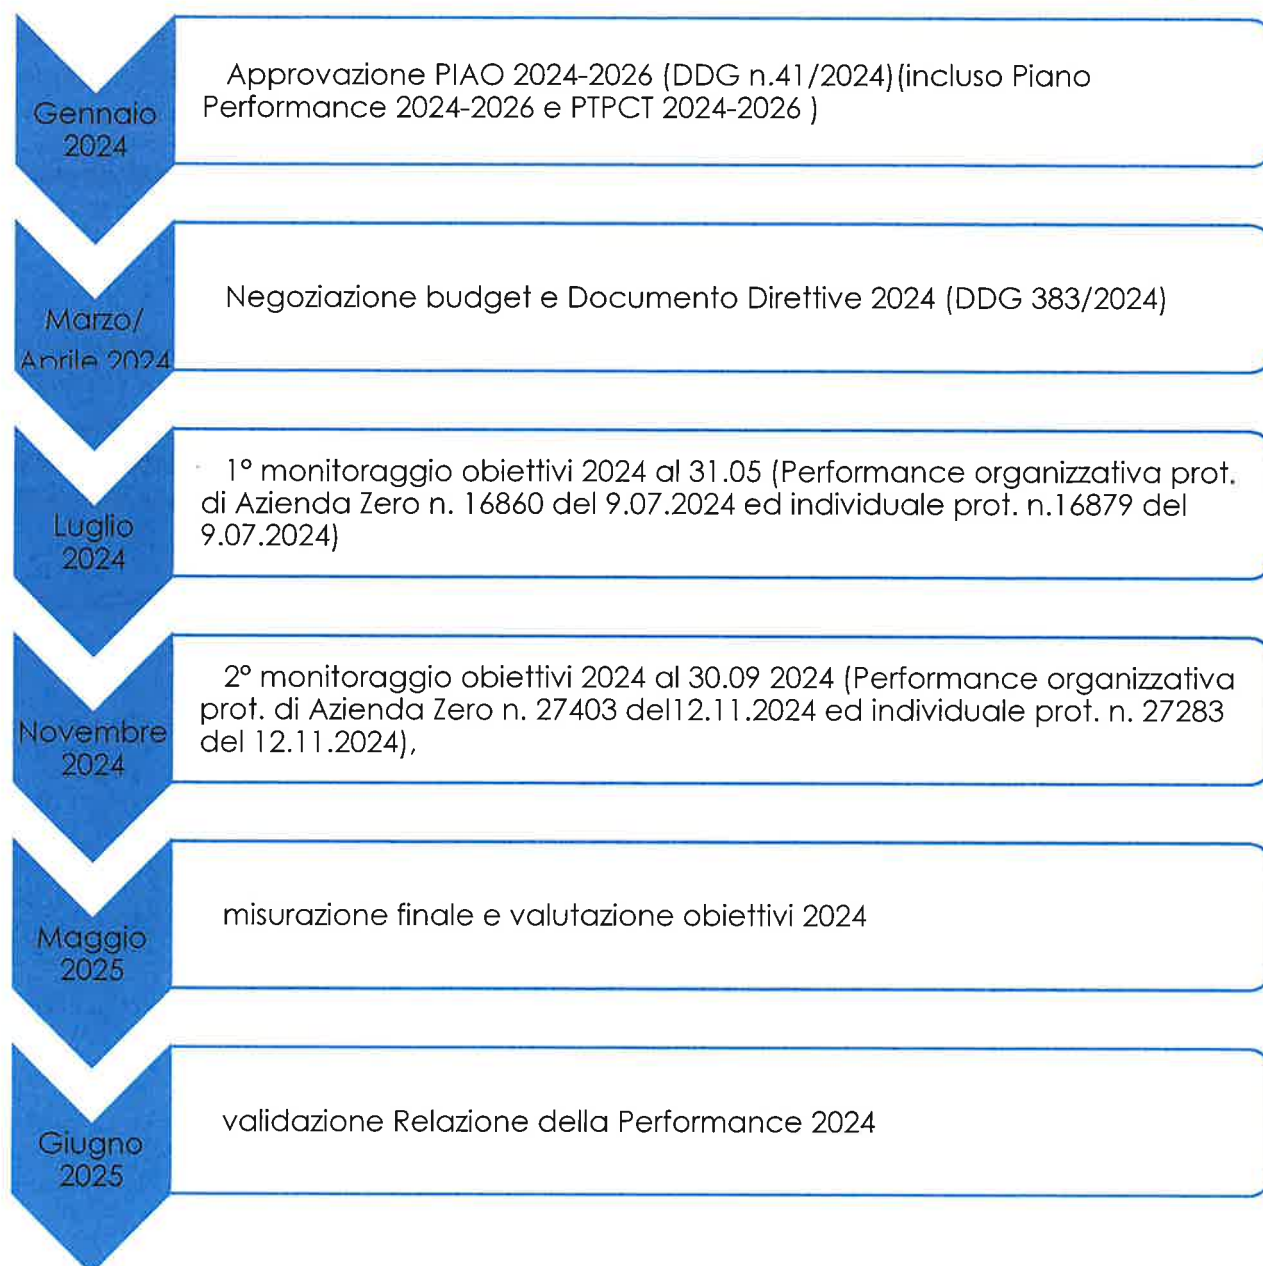 Gennaio
2024
Approvazione PIAO 2024-2026 (DDG n.41/2024)(incluso Piano
Performance 2024-2026 e PTPCT 2024-2026 )
Marzo/
Aprile 2024
Negoziazione budget e Documento Direttive 2024 (DDG 383/2024)
Luglio
2024
1° monitoraggio obiettivi 2024 al 31.05 (Performance organizzativa prot.
di Azienda Zero n. 16860 del 9.07.2024 ed individuale prot. n.16879 del
9.07.2024)
Novembre
2024
2° monitoraggio obiettivi 2024 al 30.09 2024 (Performance organizzativa
prot. di Azienda Zero n. 27403 del12.11.2024 ed individuale prot. n. 27283
del 12.11.2024),
Maggio
2025
misurazione finale e valutazione obiettivi 2024
Giugno
2025
validazione Relazione della Performance 2024